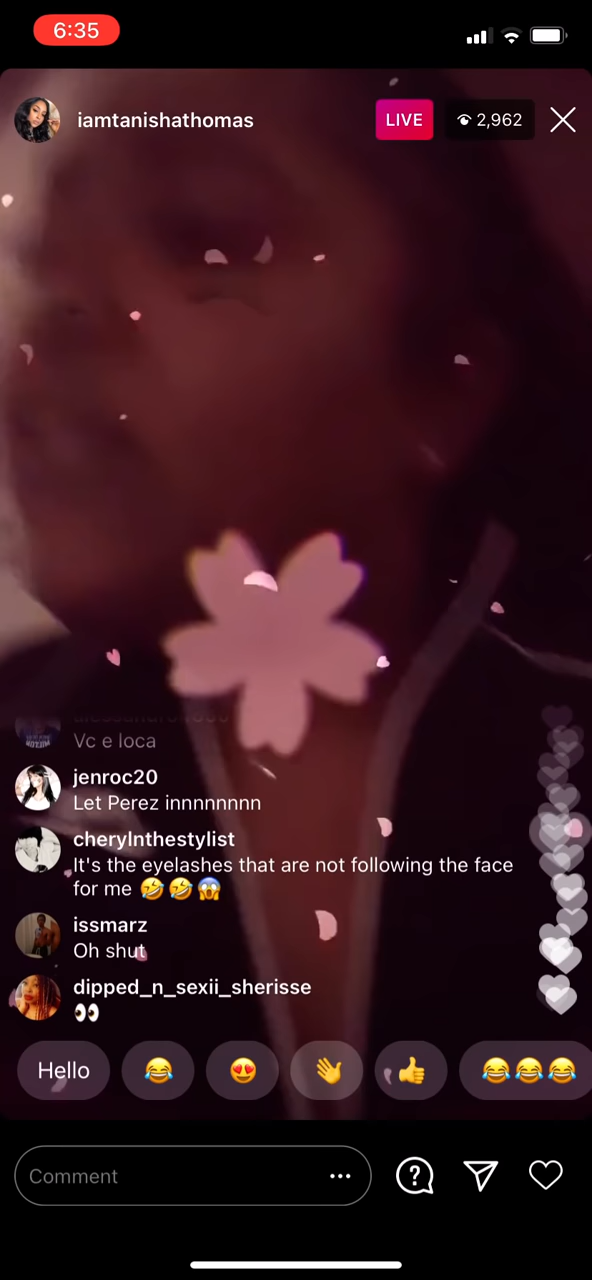 6:35
iamtanishathomas
LIVE
2,962
Vc e loca
jenroc20
Let Perez innnnnnnn
cherylnthestylist
It's the eyelashes that are not following the face
for me 🤣🤣😱
issmarz
Oh shut
dipped_n_sexii_sherisse
👀
Hello 😂 😍 👋 👍 😂😂😂
Comment